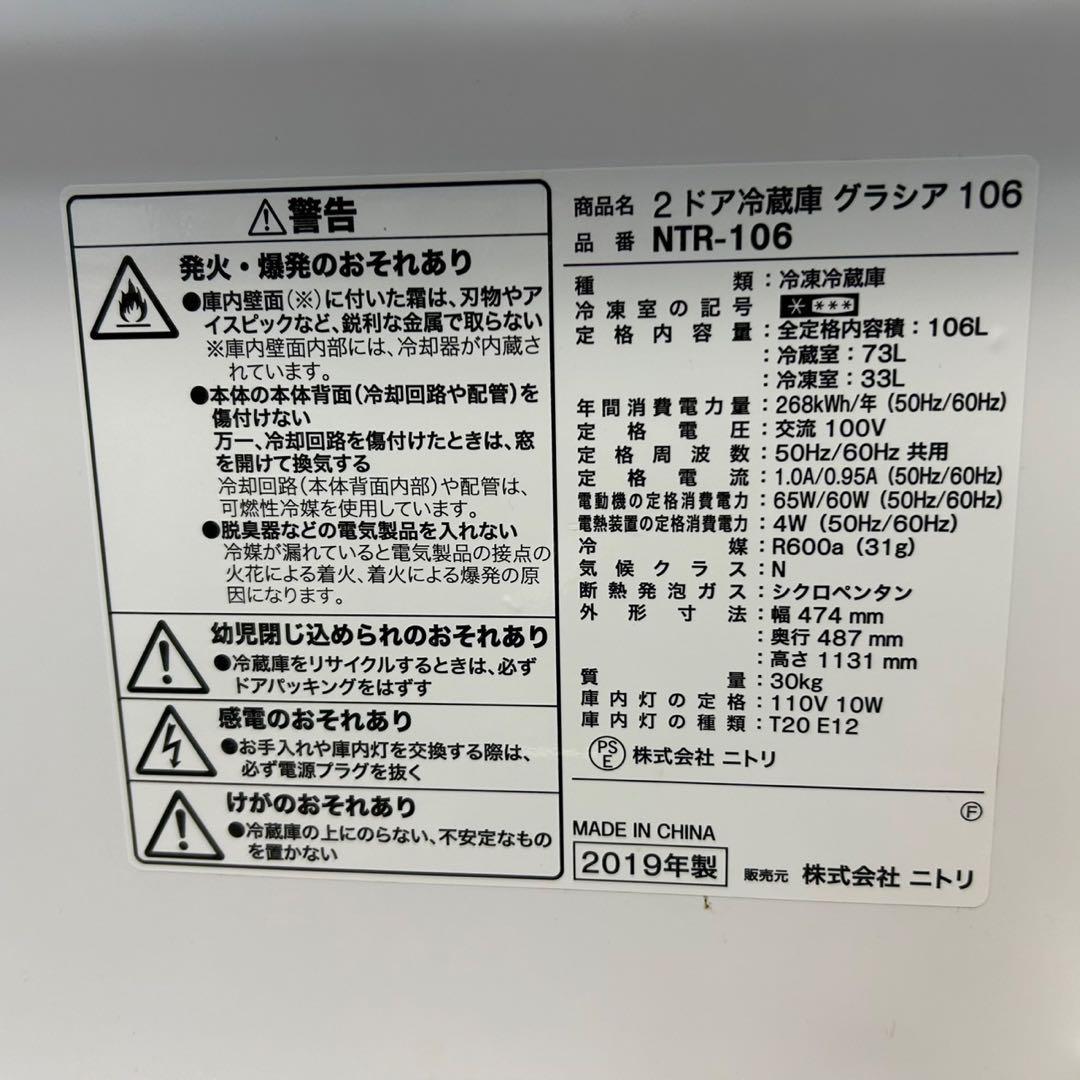 警告
発火・爆発のおそれあり
●庫内壁面(※)に付いた霜は、刃物やア
イスピックなど、鋭利な金属で取らない
※庫内壁面内部には、冷却器が内蔵さ
れています。
●本体の本体背面(冷却回路や配管)を
傷付けない
万一、冷却回路を傷付けたときは、窓
を開けて換気する
冷却回路(本体背面内部)や配管は、
可燃性冷媒を使用しています。
●脱臭器などの電気製品を入れない
冷媒が漏れていると電気製品の接点の
火花による着火、着火による爆発の原
因になります。
幼児閉じ込められのおそれあり
●冷蔵庫をリサイクルするときは、必ず
ドアパッキングをはずす
感電のおそれあり
●お手入れや庫内灯を交換する際は、
必ず電源プラグを抜く
けがのおそれあり
●冷蔵庫の上にのらない、不安定なもの
を置かない
商品名 2ドア冷蔵庫 グラシア 106
品番 NTR-106
種類:冷凍冷蔵庫
冷凍室の記号 * ***
定格内容量:全定格内容積:106L
:冷蔵室:73L
:冷凍室:33L
年間消費電力量:268kWh/年(50Hz/60Hz)
定格電圧:交流 100V
定格周波数:50Hz/60Hz 共用
定格電流:1.0A/0.95A(50Hz/60Hz)
電動機の定格消費電力:65W/60W(50Hz/60Hz)
電熱装置の定格消費電力:4W(50Hz/60Hz)
冷媒:R600a(31g)
気候クラス:N
断熱発泡ガス:シクロペンタン
外形寸法:幅 474 mm
:奥行 487 mm
:高さ 1131 mm
質量:30kg
庫内灯の定格:110V 10W
庫内灯の種類:T20 E12
PSE 株式会社 ニトリ
Ⓕ
MADE IN CHINA
2019年製 販売元 株式会社 ニトリ